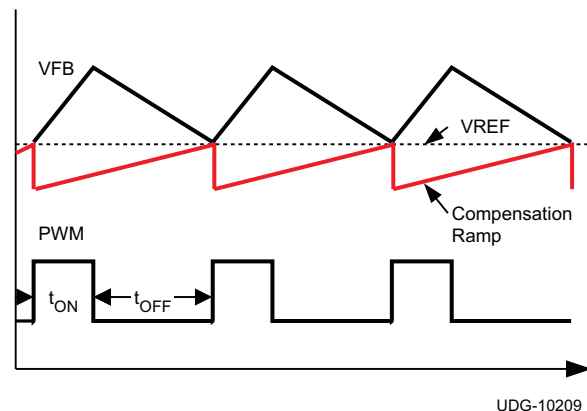 VFB
VREF
Compensation
Ramp
PWM
tON
tOFF
UDG-10209